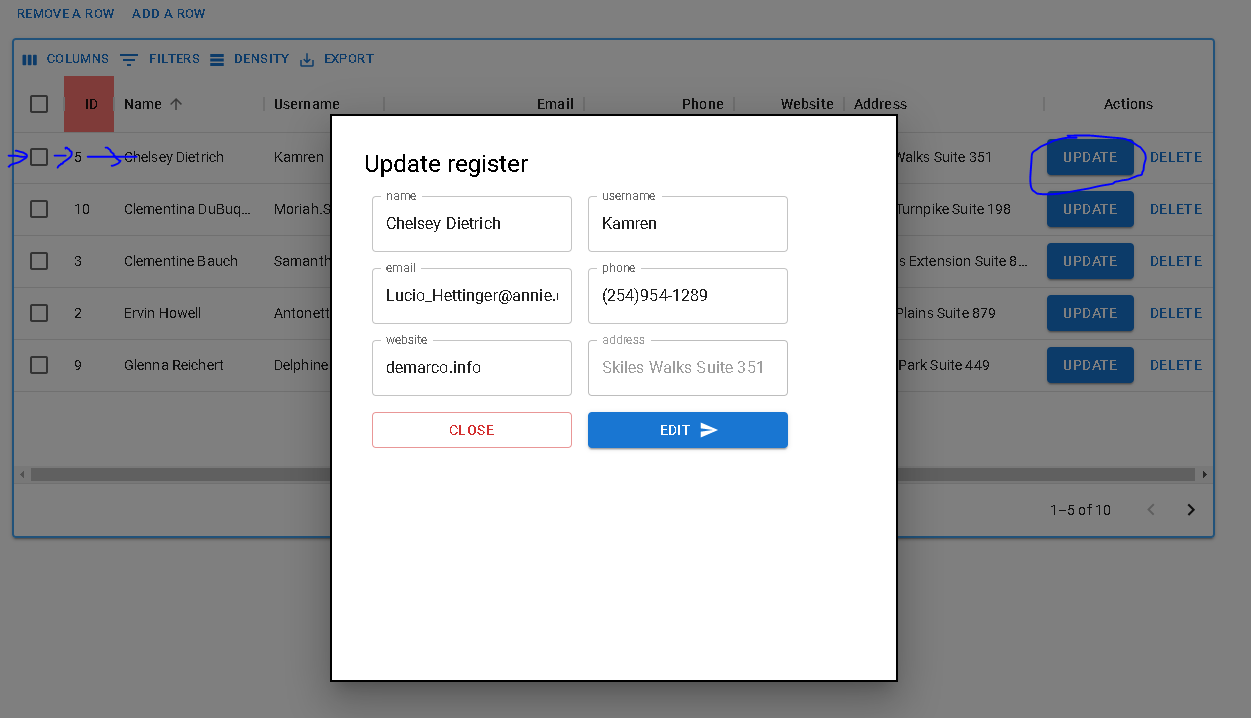 REMOVE A ROW ADD A ROW
COLUMNS FILTERS DENSITY EXPORT
ID Name Username Email Phone Website Address Actions
5 Chelsey Dietrich Kamren Walks Suite 351 UPDATE DELETE
10 Clementina DuBuq... Moriah.S Turnpike Suite 198 UPDATE DELETE
3 Clementine Bauch Samanth s Extension Suite 8... UPDATE DELETE
2 Ervin Howell Antonett Plains Suite 879 UPDATE DELETE
9 Glenna Reichert Delphine Park Suite 449 UPDATE DELETE
1–5 of 10
Update register
name username
Chelsey Dietrich Kamren
email phone
Lucio_Hettinger@annie. (254)954-1289
website address
demarco.info Skiles Walks Suite 351
CLOSE EDIT